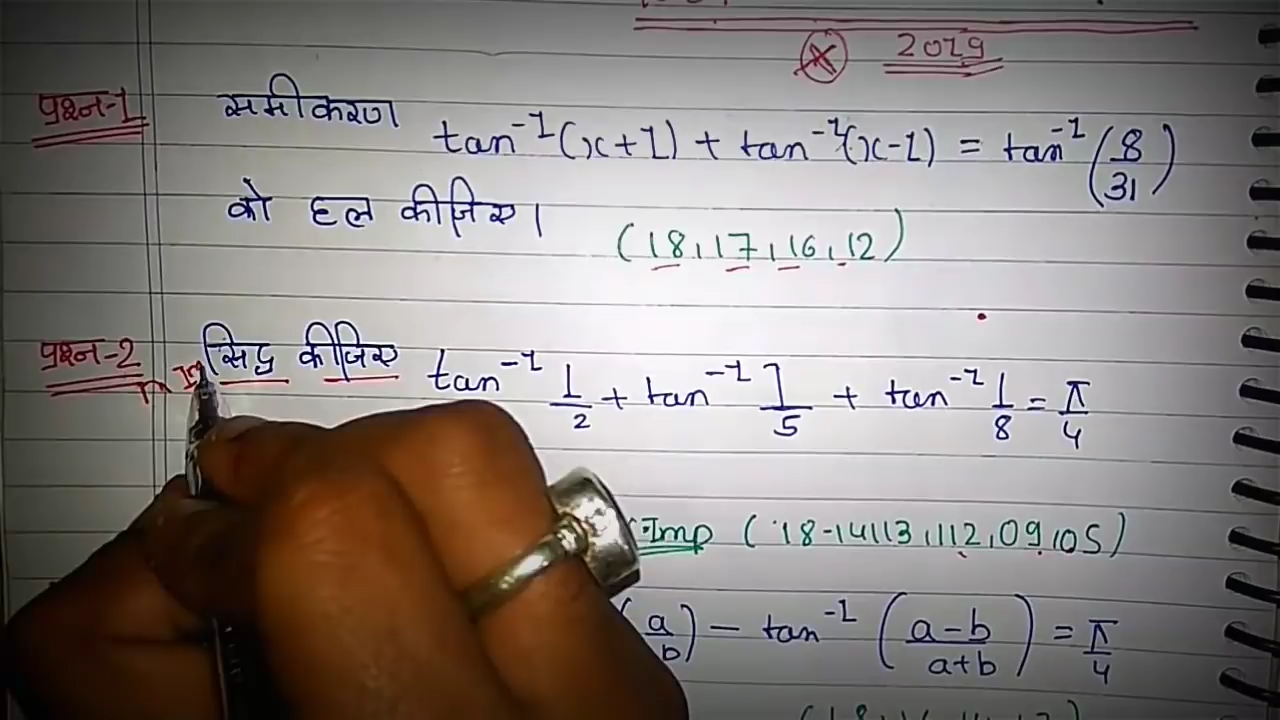 2019
प्रश्न-1 समीकरण tan⁻¹(x+1) + tan⁻¹(x-1) = tan⁻¹(8/31)
को हल कीजिए।
(18,17,16,12)
प्रश्न-2 सिद्ध कीजिए tan⁻¹ 1/2 + tan⁻¹ 1/5 + tan⁻¹ 1/8 = π/4
Imp (18-14,13,112,09,05)
(a/b) - tan⁻¹ (a-b/a+b) = π/4